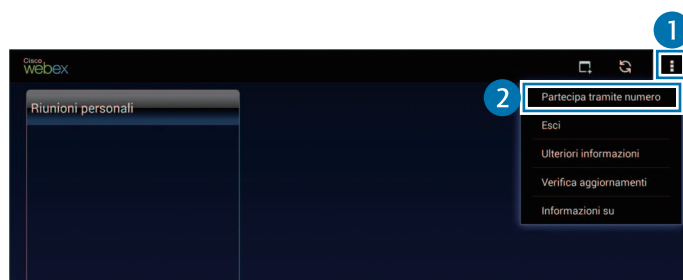 1
Cisco
webex
2
Partecipa tramite numero
Riunioni personali
Esci
Ulteriori informazioni
Verifica aggiornamenti
Informazioni su